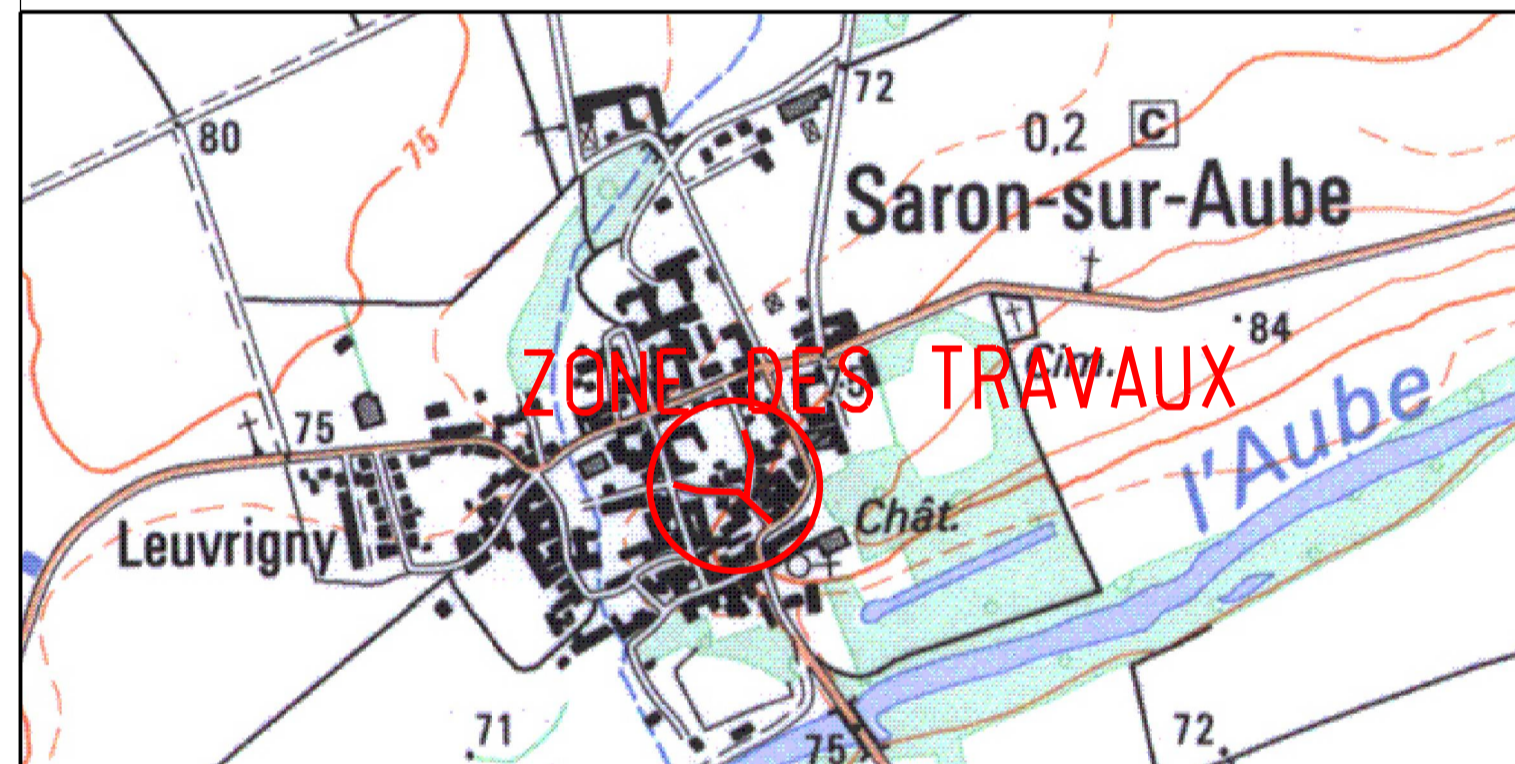 72
80
75
0,2 C
Saron-sur-Aube
84
Cim.
ZONE DES TRAVAUX
75
75
l'Aube
Leuvrigny
Chât.
71
75
72